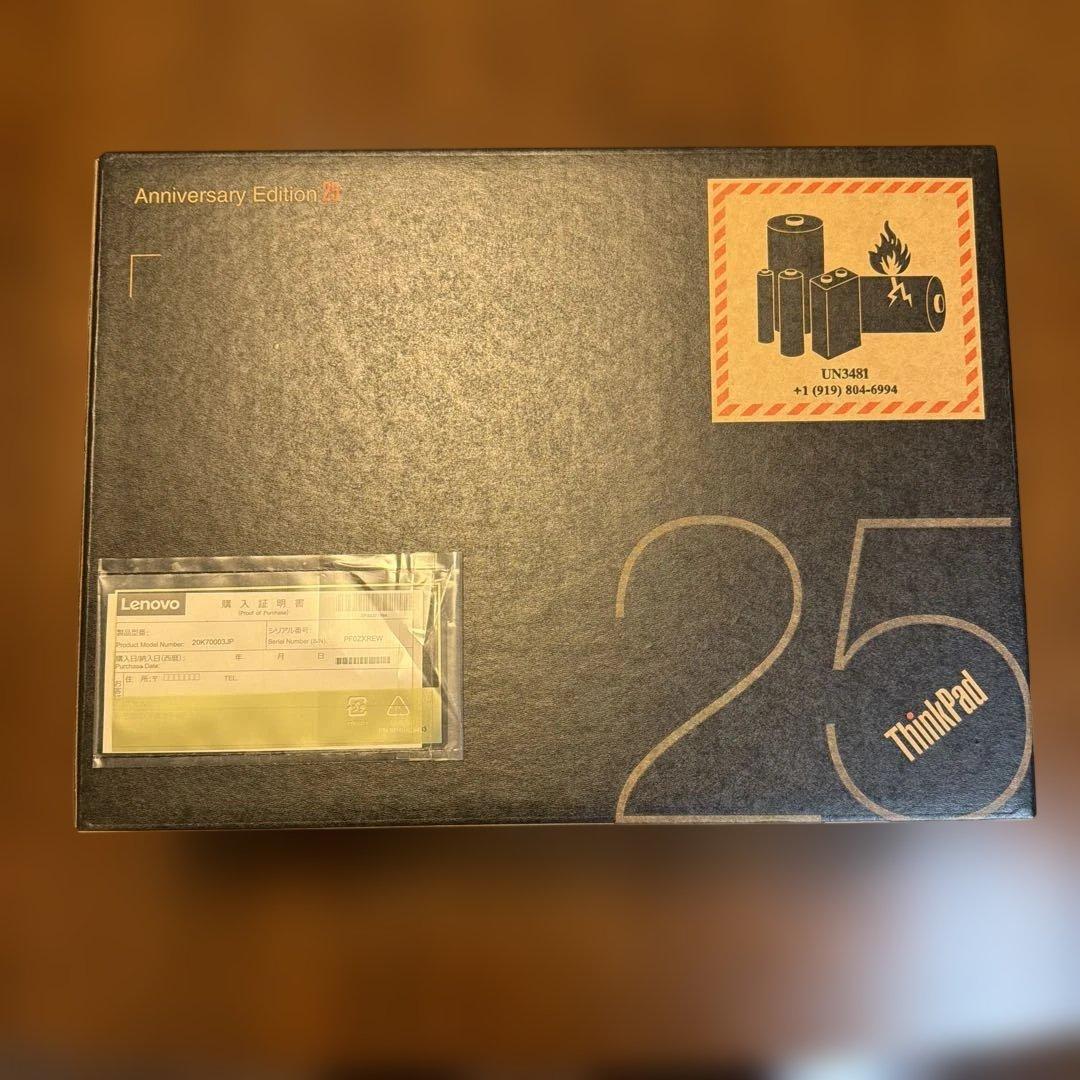 Anniversary Edition 25
UN3481
+1 (919) 804-6994
25
ThinkPad
Lenovo
購入証明書
(Proof of Purchase)
製品型番:
Product Model Number: 20K70003JP
シリアル番号:
Serial Number (S/N): PF0ZXREW
購入日/納入日(西暦):
Purchase Date: 年 月 日
住 所:〒 □□□□□□□ TEL.